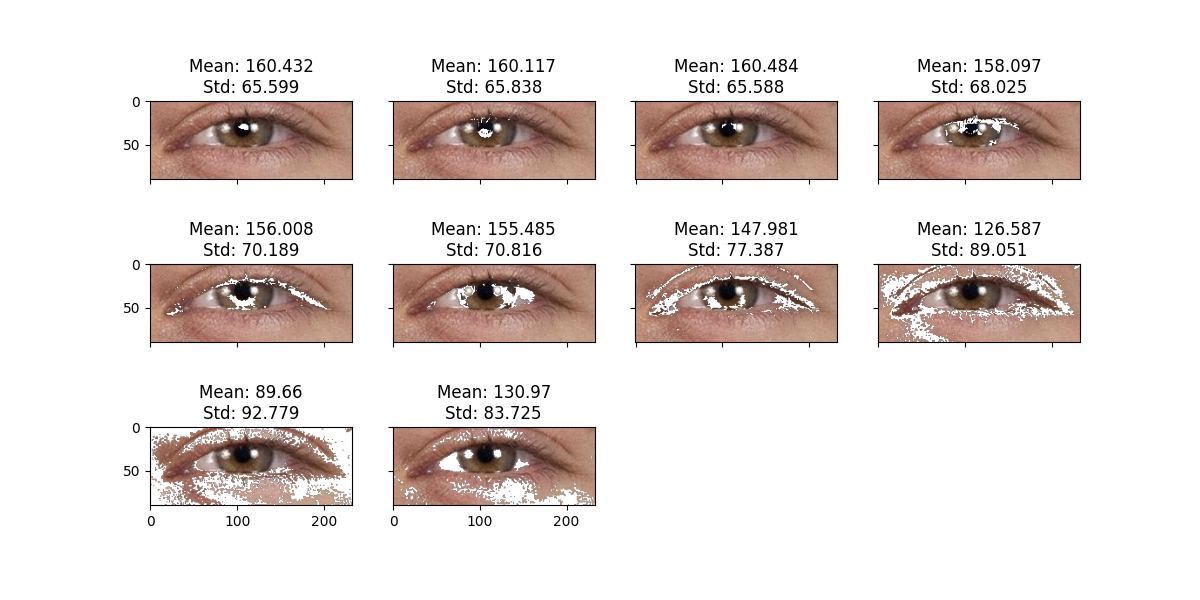 Mean: 160.432
Std: 65.599
Mean: 160.117
Std: 65.838
Mean: 160.484
Std: 65.588
Mean: 158.097
Std: 68.025
0
50
Mean: 156.008
Std: 70.189
Mean: 155.485
Std: 70.816
Mean: 147.981
Std: 77.387
Mean: 126.587
Std: 89.051
0
50
Mean: 89.66
Std: 92.779
Mean: 130.97
Std: 83.725
0
50
0 100 200
0 100 200